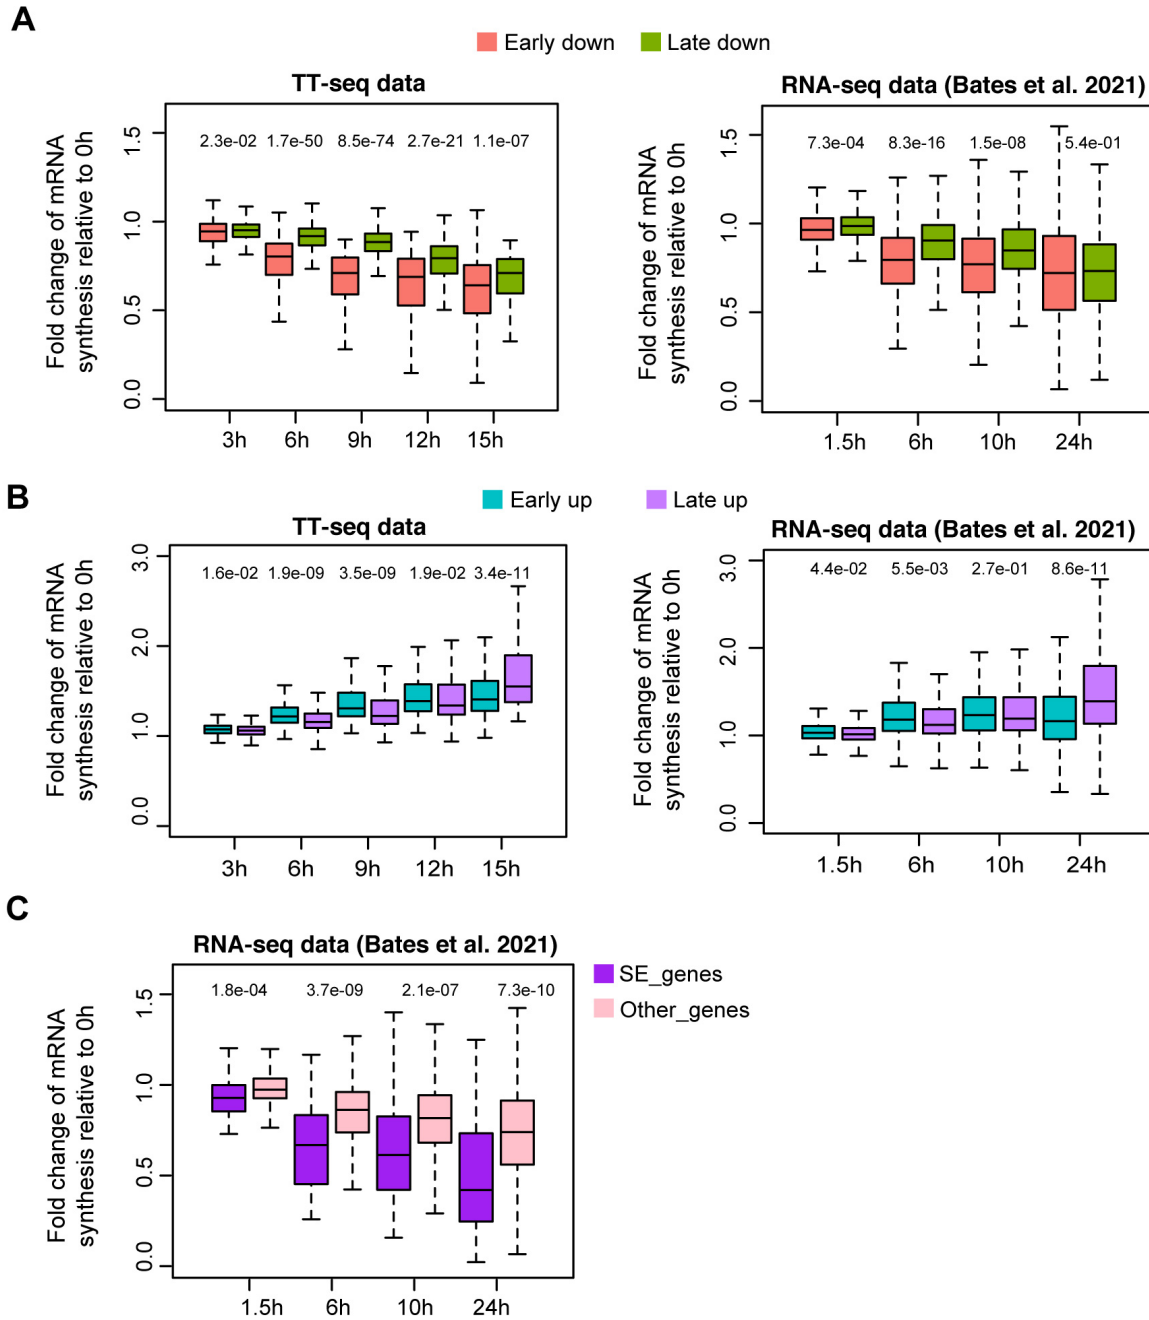 A
Early down Late down
TT-seq data
RNA-seq data (Bates et al. 2021)
Fold change of mRNA
synthesis relative to 0h
1.5
1.0
0.5
0.0
2.3e-02 1.7e-50 8.5e-74 2.7e-21 1.1e-07
3h 6h 9h 12h 15h
Fold change of mRNA
synthesis relative to 0h
1.5
1.0
0.5
0.0
7.3e-04 8.3e-16 1.5e-08 5.4e-01
1.5h 6h 10h 24h
B
Early up Late up
TT-seq data
RNA-seq data (Bates et al. 2021)
Fold change of mRNA
synthesis relative to 0h
3.0
2.0
1.0
0.0
1.6e-02 1.9e-09 3.5e-09 1.9e-02 3.4e-11
3h 6h 9h 12h 15h
Fold change of mRNA
synthesis relative to 0h
3.0
2.0
1.0
0.0
4.4e-02 5.5e-03 2.7e-01 8.6e-11
1.5h 6h 10h 24h
C
RNA-seq data (Bates et al. 2021)
SE_genes
Other_genes
Fold change of mRNA
synthesis relative to 0h
1.5
1.0
0.5
0.0
1.8e-04 3.7e-09 2.1e-07 7.3e-10
1.5h 6h 10h 24h